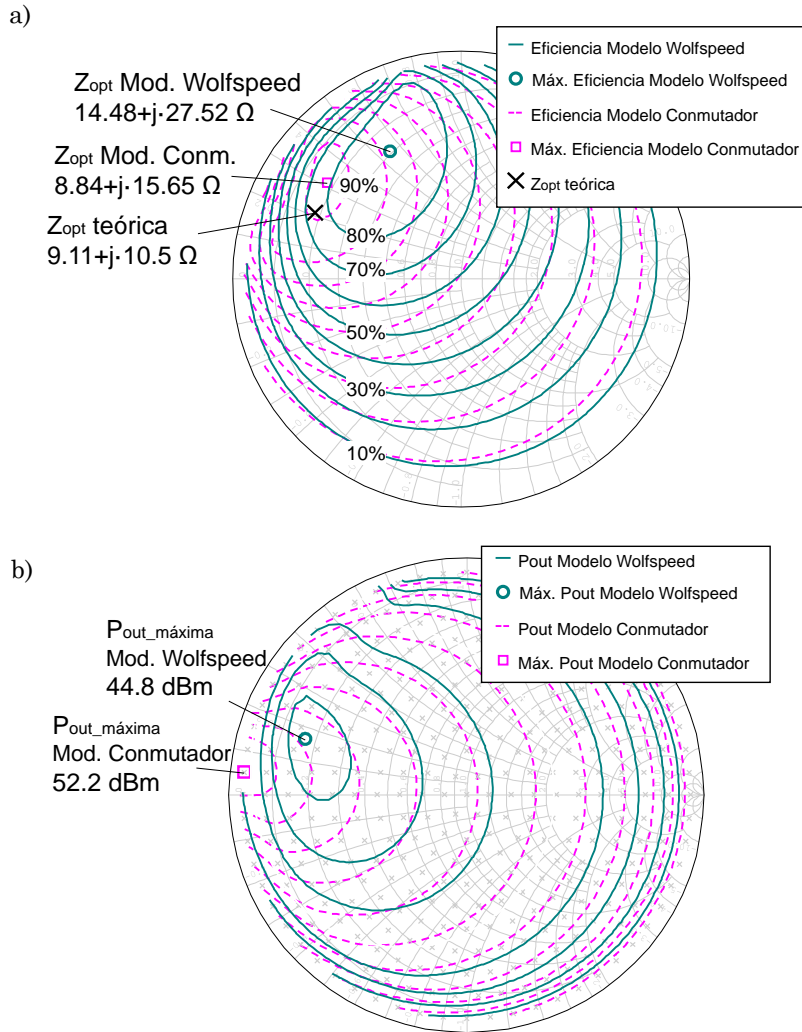 a)
Eficiencia Modelo Wolfspeed
Máx. Eficiencia Modelo Wolfspeed
Eficiencia Modelo Conmutador
Máx. Eficiencia Modelo Conmutador
Zopt teórica
Zopt Mod. Wolfspeed
14.48+j·27.52 Ω
Zopt Mod. Conm.
8.84+j·15.65 Ω
Zopt teórica
9.11+j·10.5 Ω
90%
80%
70%
50%
30%
10%
b)
Pout Modelo Wolfspeed
Máx. Pout Modelo Wolfspeed
Pout Modelo Conmutador
Máx. Pout Modelo Conmutador
Pout_máxima
Mod. Wolfspeed
44.8 dBm
Pout_máxima
Mod. Conmutador
52.2 dBm